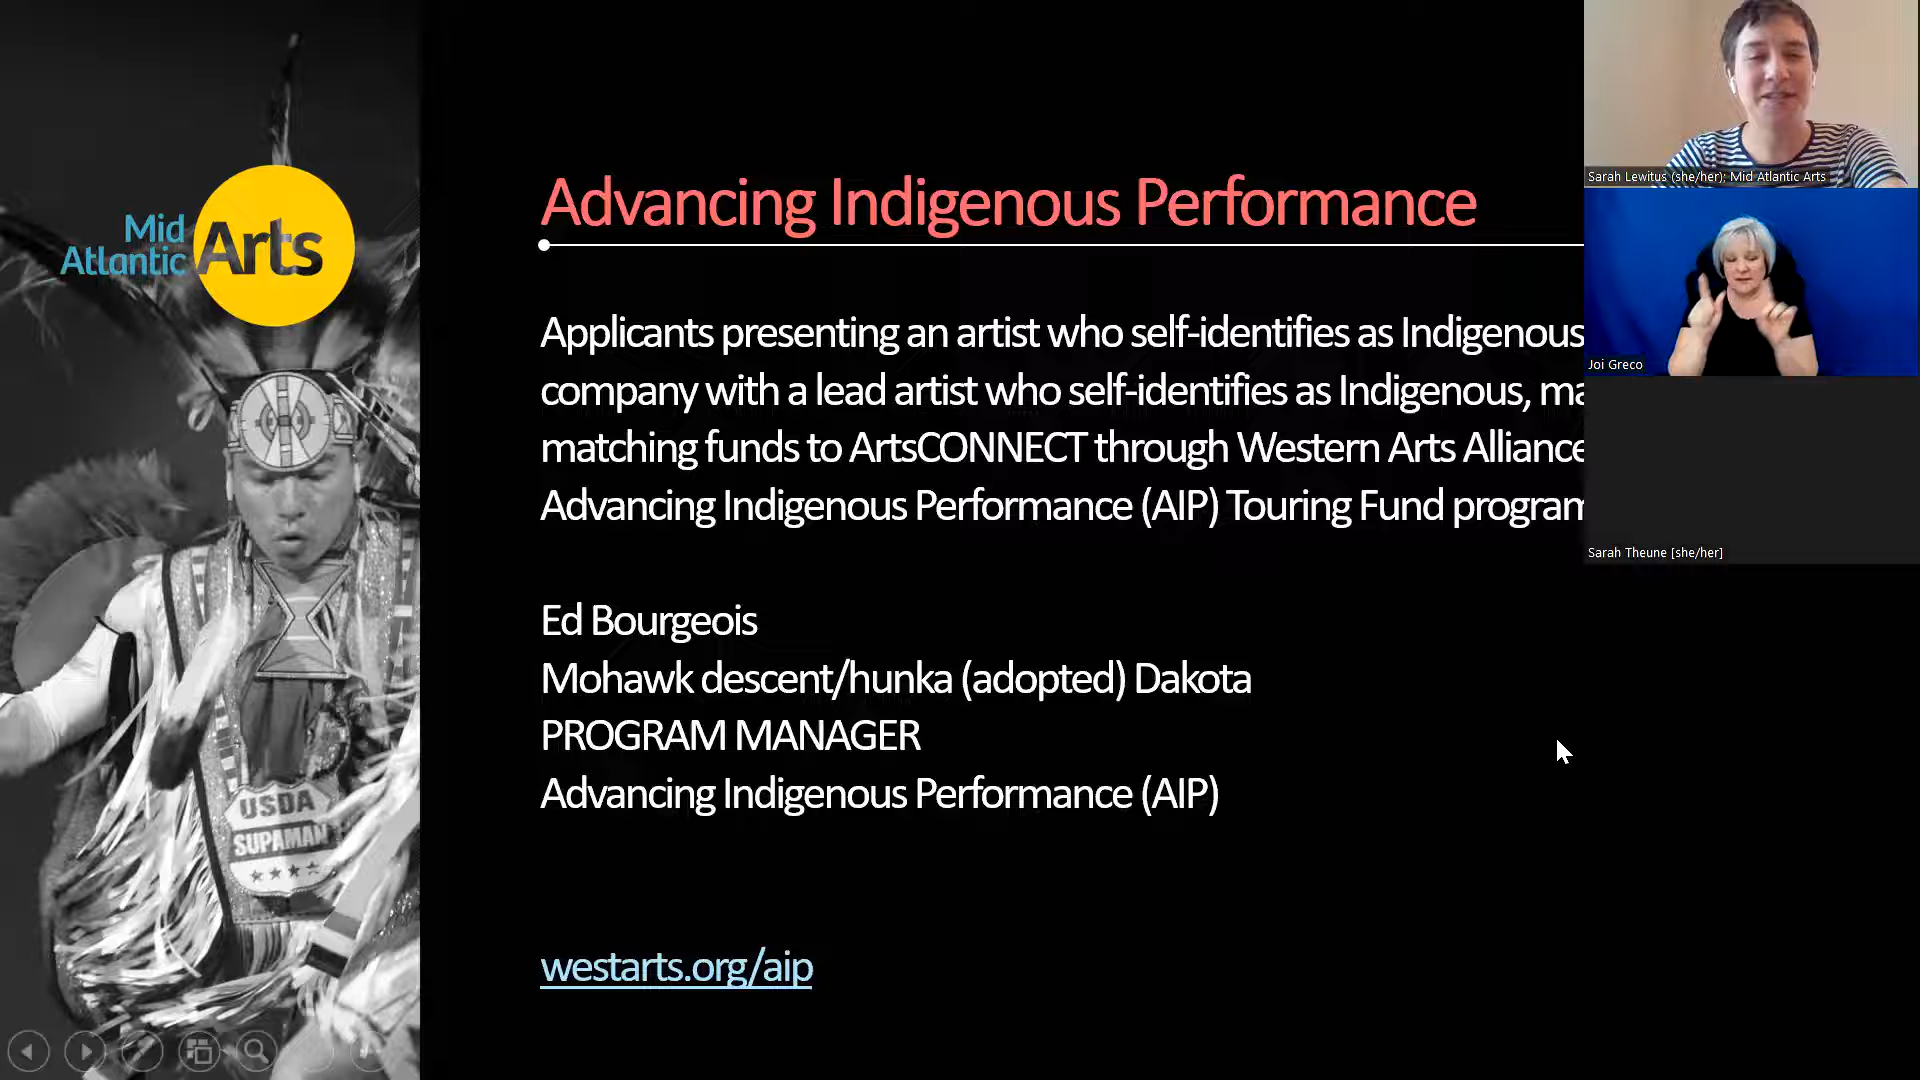 Mid
Atlantic
Arts
USDA
SUPAMAN
Advancing Indigenous Performance
Applicants presenting an artist who self-identifies as Indigenous
company with a lead artist who self-identifies as Indigenous, ma
matching funds to ArtsCONNECT through Western Arts Alliance
Advancing Indigenous Performance (AIP) Touring Fund program
Ed Bourgeois
Mohawk descent/hunka (adopted) Dakota
PROGRAM MANAGER
Advancing Indigenous Performance (AIP)
westarts.org/aip
Sarah Lewitus (she/her); Mid Atlantic Arts
Joi Greco
Sarah Theune [she/her]